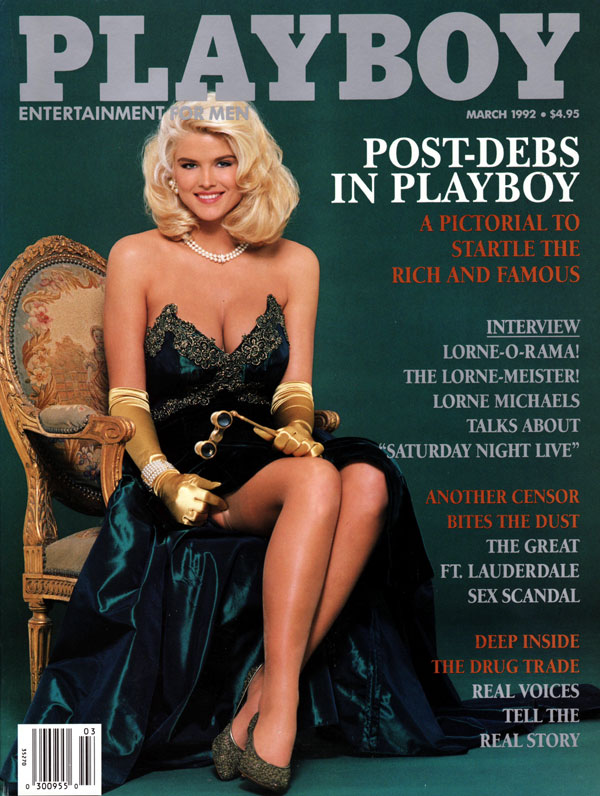 PLAYBOY
ENTERTAINMENT FOR MEN
MARCH 1992 • $4.95
POST-DEBS
IN PLAYBOY
A PICTORIAL TO
STARTLE THE
RICH AND FAMOUS
INTERVIEW
LORNE-O-RAMA!
THE LORNE-MEISTER!
LORNE MICHAELS
TALKS ABOUT
“SATURDAY NIGHT LIVE”
ANOTHER CENSOR
BITES THE DUST
THE GREAT
FT. LAUDERDALE
SEX SCANDAL
DEEP INSIDE
THE DRUG TRADE
REAL VOICES
TELL THE
REAL STORY
03
35270
0 300955 0